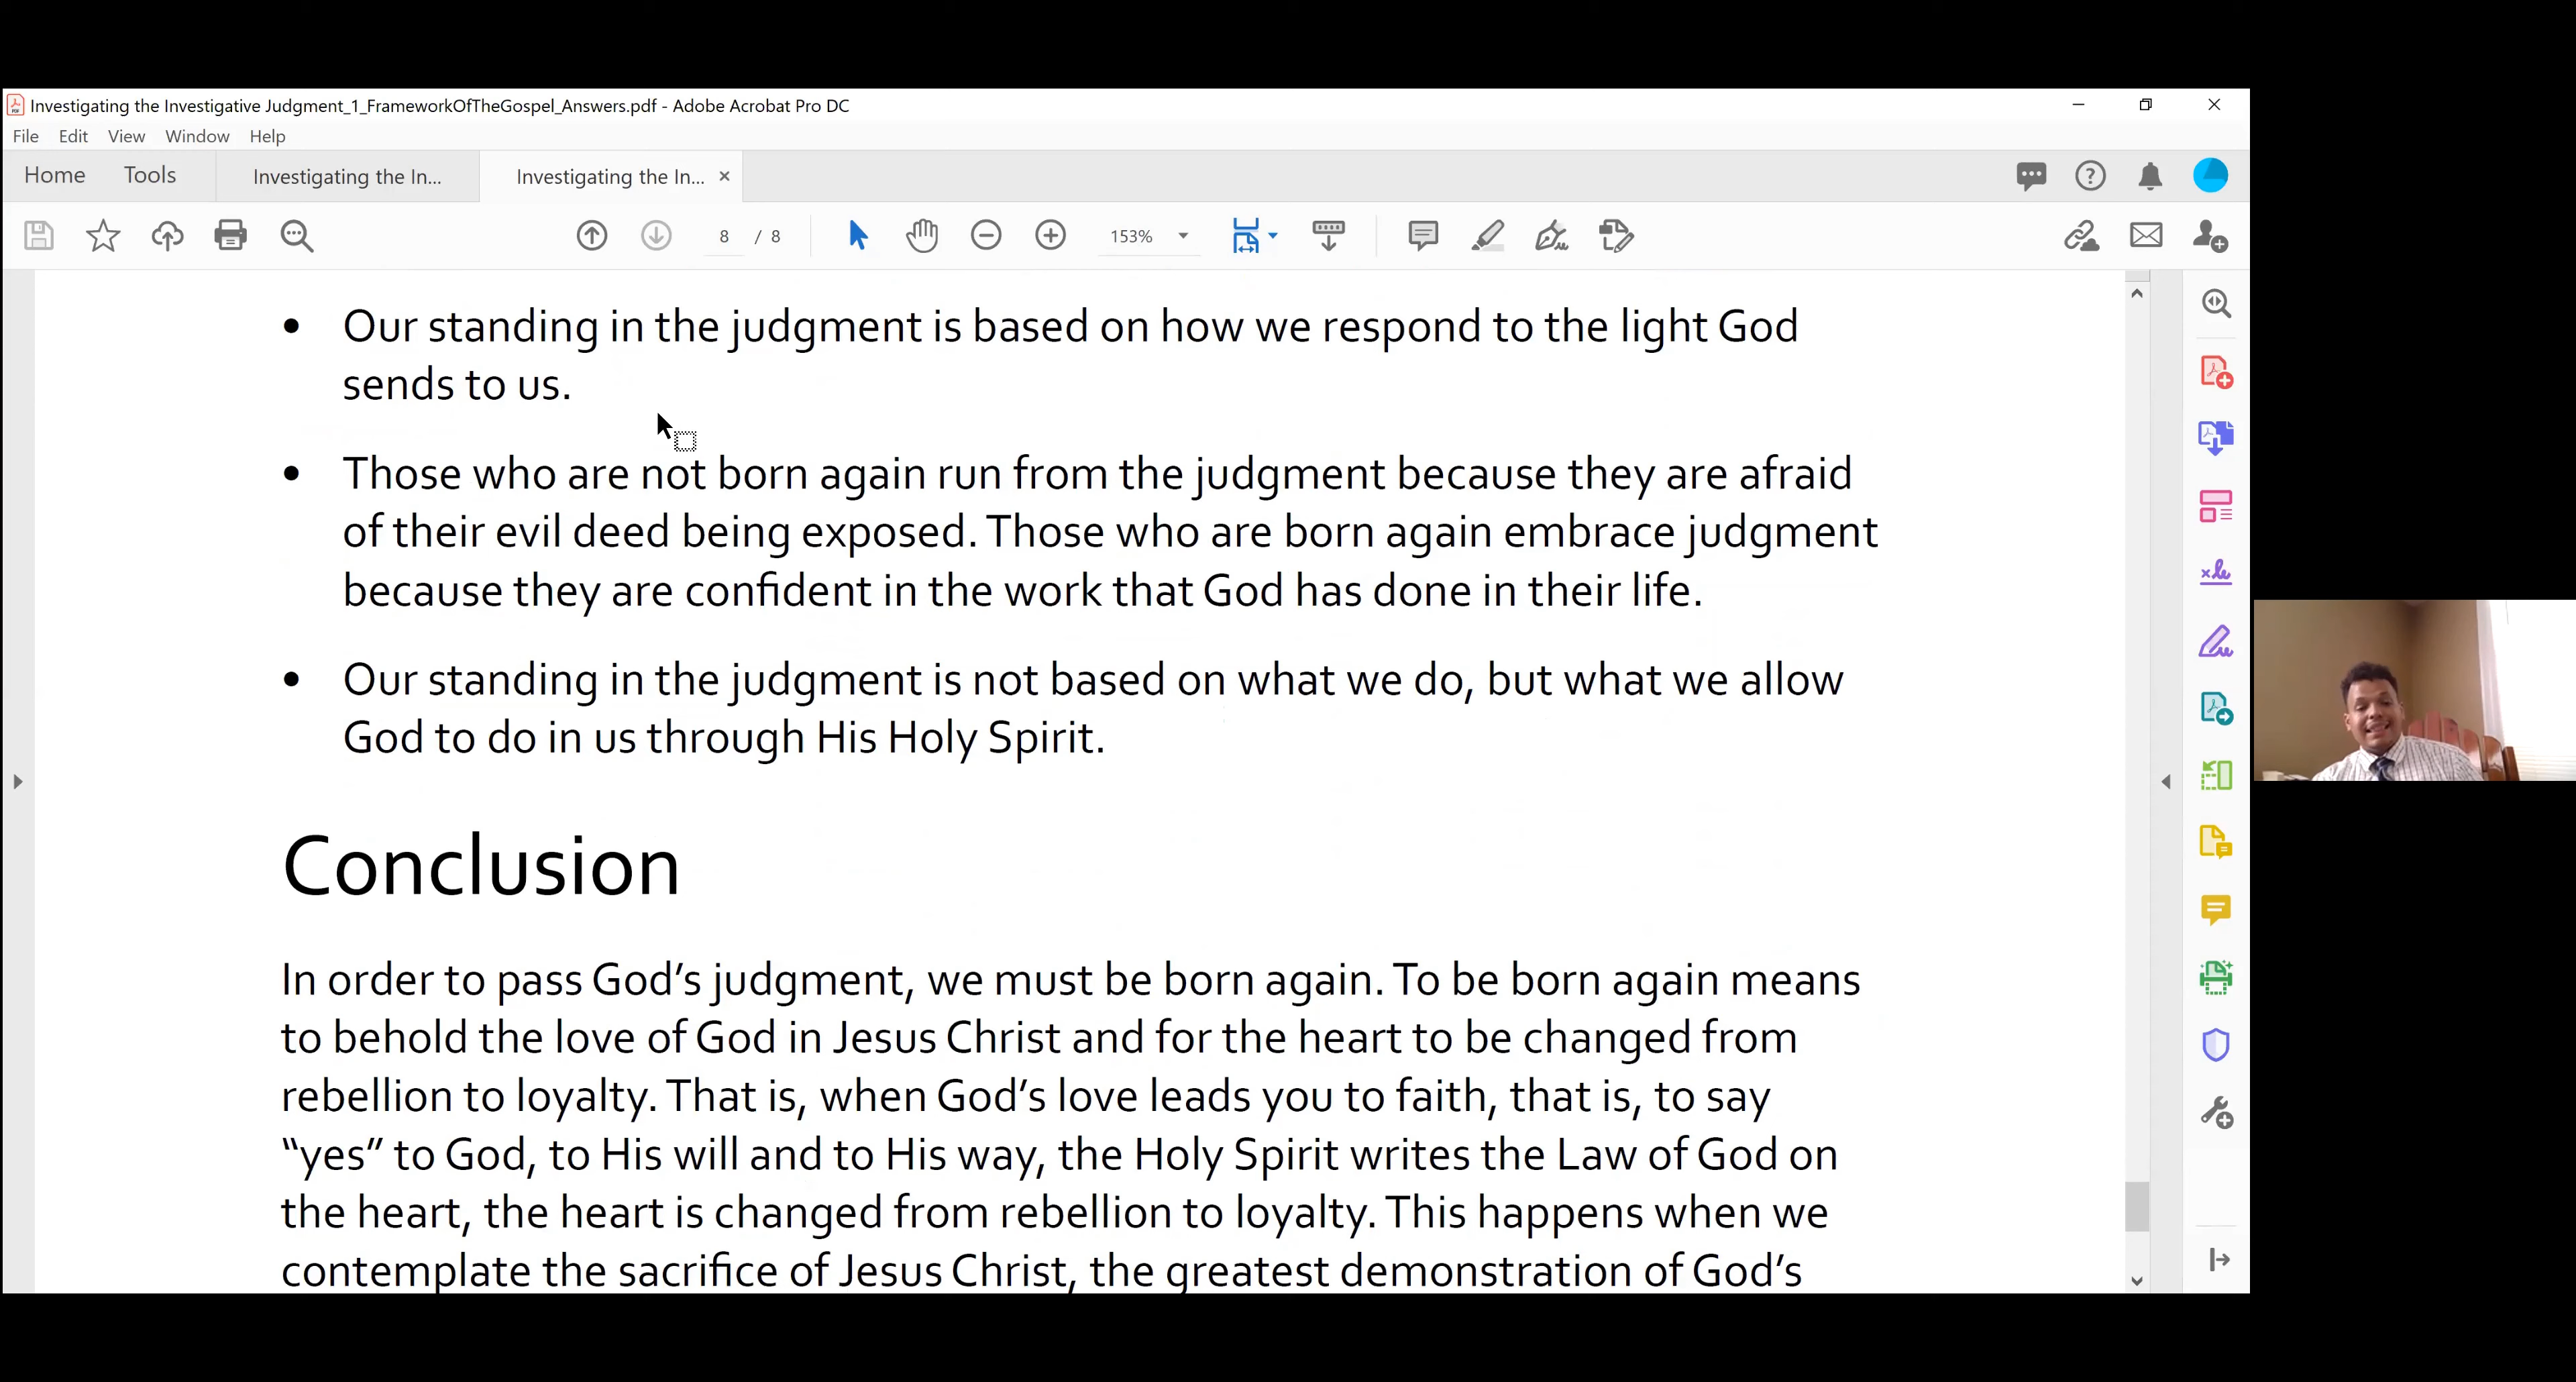 Investigating the Investigative Judgment_1_FrameworkOfTheGospel_Answers.pdf - Adobe Acrobat Pro DC
File Edit View Window Help
Home Tools Investigating the In... Investigating the In...
8 / 8 153%
• Our standing in the judgment is based on how we respond to the light God
sends to us.
• Those who are not born again run from the judgment because they are afraid
of their evil deed being exposed. Those who are born again embrace judgment
because they are confident in the work that God has done in their life.
• Our standing in the judgment is not based on what we do, but what we allow
God to do in us through His Holy Spirit.
Conclusion
In order to pass God's judgment, we must be born again. To be born again means
to behold the love of God in Jesus Christ and for the heart to be changed from
rebellion to loyalty. That is, when God's love leads you to faith, that is, to say
“yes” to God, to His will and to His way, the Holy Spirit writes the Law of God on
the heart, the heart is changed from rebellion to loyalty. This happens when we
contemplate the sacrifice of Jesus Christ, the greatest demonstration of God's